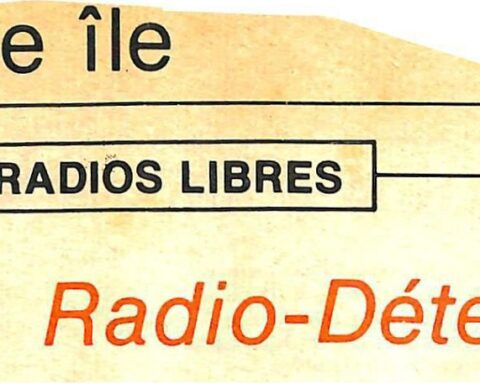 e île
RADIOS LIBRES
Radio-Déte